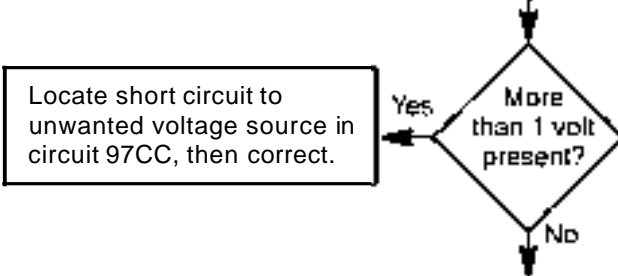 Locate short circuit to
unwanted voltage source in
circuit 97CC, then correct.
Yes
More
than 1 volt
present?
No